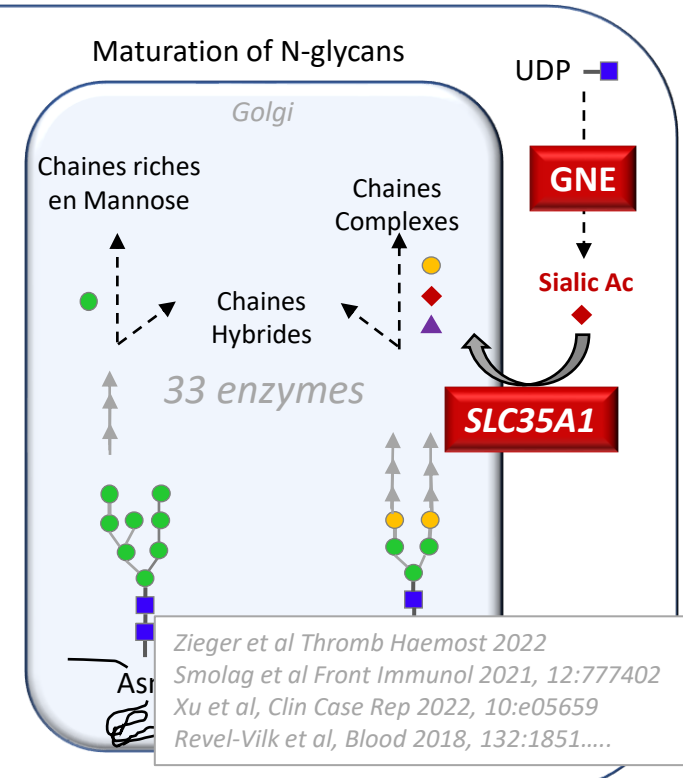 Maturation of N-glycans
UDP
Golgi
Chaines riches
en Mannose
Chaines
Complexes
GNE
Sialic Ac
Chaines
Hybrides
33 enzymes
SLC35A1
Zieger et al Thromb Haemost 2022
Smolag et al Front Immunol 2021, 12:777402
Xu et al, Clin Case Rep 2022, 10:e05659
Revel-Vilk et al, Blood 2018, 132:1851.....